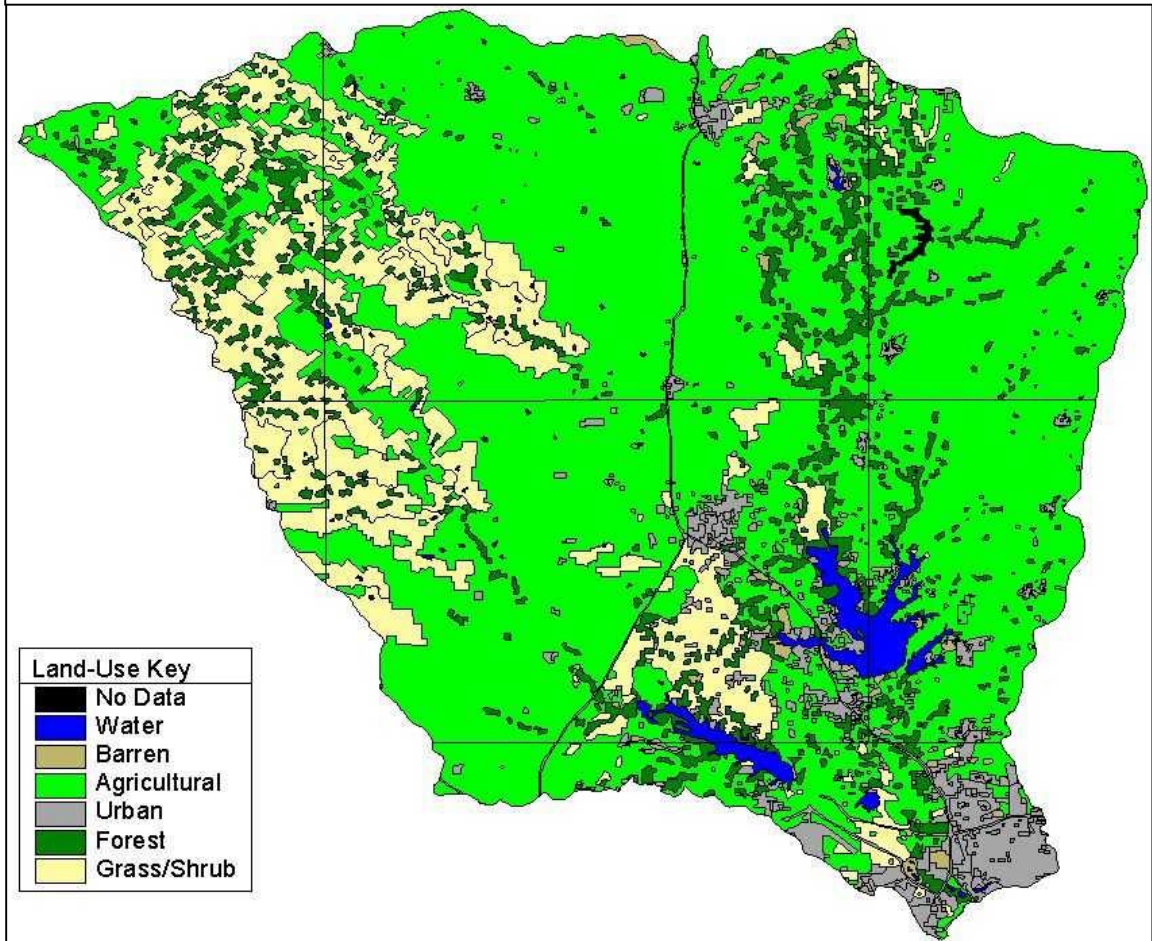 Land-Use Key
No Data
Water
Barren
Agricultural
Urban
Forest
Grass/Shrub